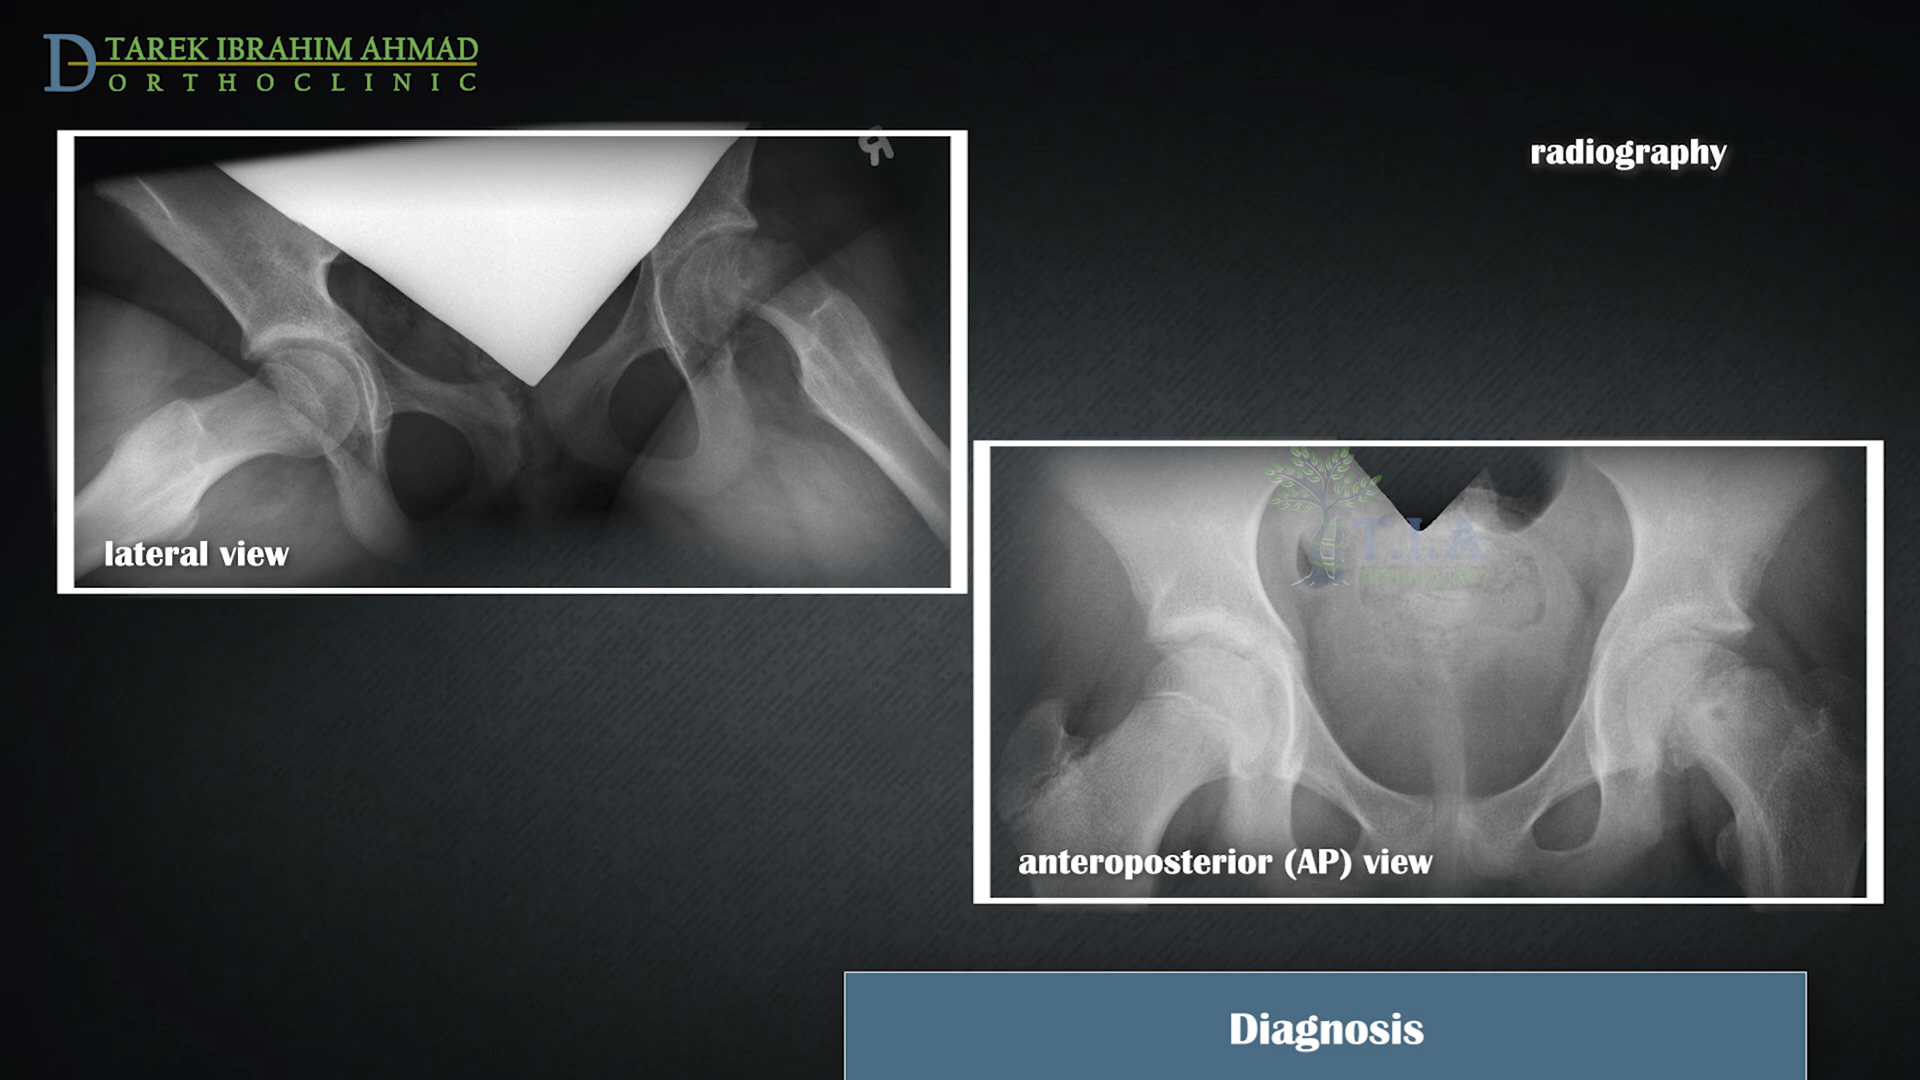 D TAREK IBRAHIM AHMAD
ORTHOCLINIC
radiography
R
lateral view
T.I.A
anteroposterior (AP) view
Diagnosis